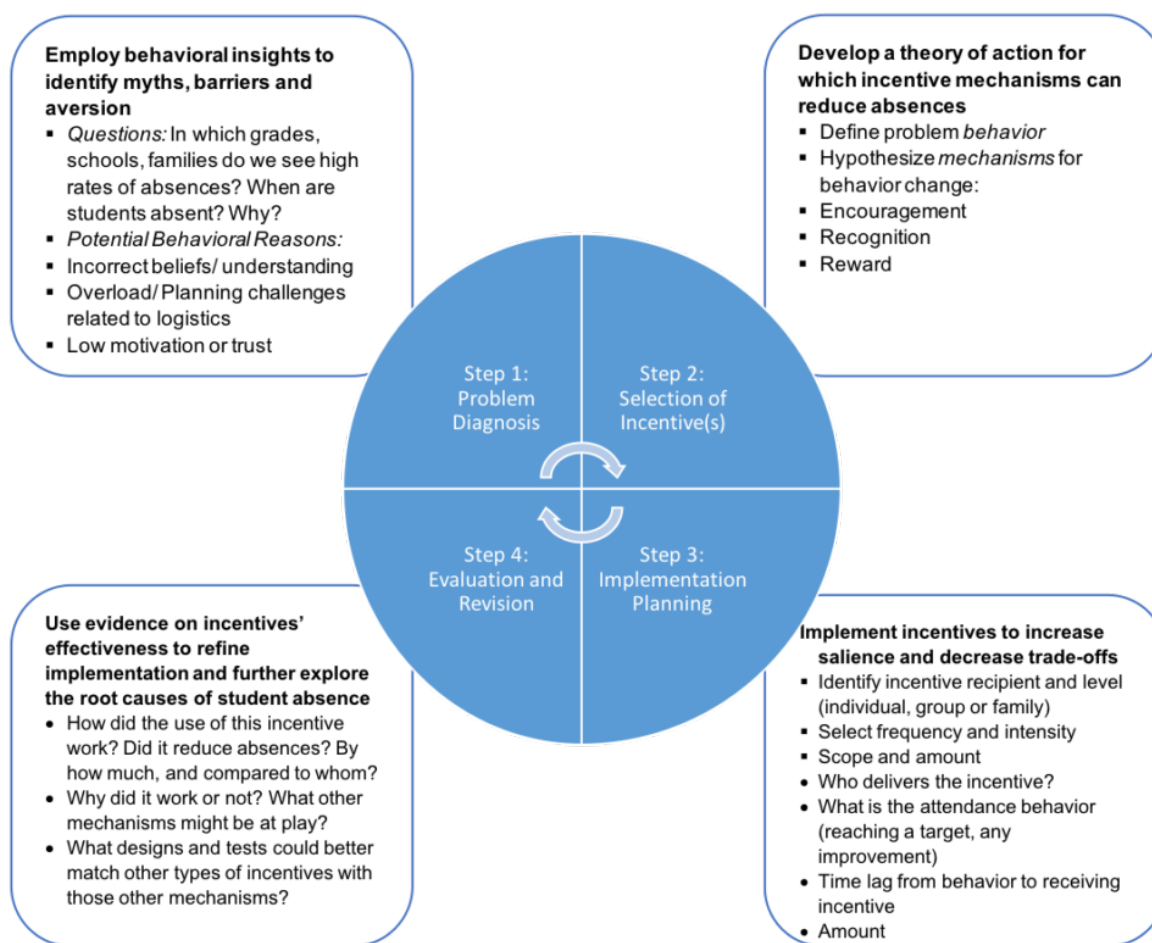 Employ behavioral insights to
identify myths, barriers and
aversion
▪ Questions: In which grades,
schools, families do we see high
rates of absences? When are
students absent? Why?
▪ Potential Behavioral Reasons:
▪ Incorrect beliefs/ understanding
▪ Overload/ Planning challenges
related to logistics
▪ Low motivation or trust
Develop a theory of action for
which incentive mechanisms can
reduce absences
▪ Define problem behavior
▪ Hypothesize mechanisms for
behavior change:
▪ Encouragement
▪ Recognition
▪ Reward
Step 1:
Problem
Diagnosis
Step 2:
Selection of
Incentive(s)
Step 4:
Evaluation and
Revision
Step 3:
Implementation
Planning
Use evidence on incentives’
effectiveness to refine
implementation and further explore
the root causes of student absence
• How did the use of this incentive
work? Did it reduce absences? By
how much, and compared to whom?
• Why did it work or not? What other
mechanisms might be at play?
• What designs and tests could better
match other types of incentives with
those other mechanisms?
Implement incentives to increase
salience and decrease trade-offs
▪ Identify incentive recipient and level
(individual, group or family)
▪ Select frequency and intensity
▪ Scope and amount
• Who delivers the incentive?
• What is the attendance behavior
(reaching a target, any
improvement)
• Time lag from behavior to receiving
incentive
• Amount